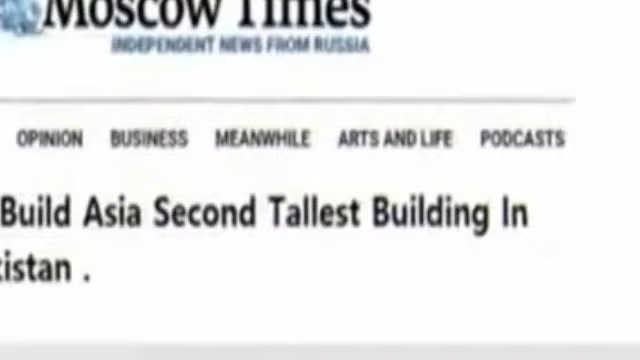 Moscow Times
INDEPENDENT NEWS FROM RUSSIA
OPINION BUSINESS MEANWHILE ARTS AND LIFE PODCASTS
Build Asia Second Tallest Building In
istan .